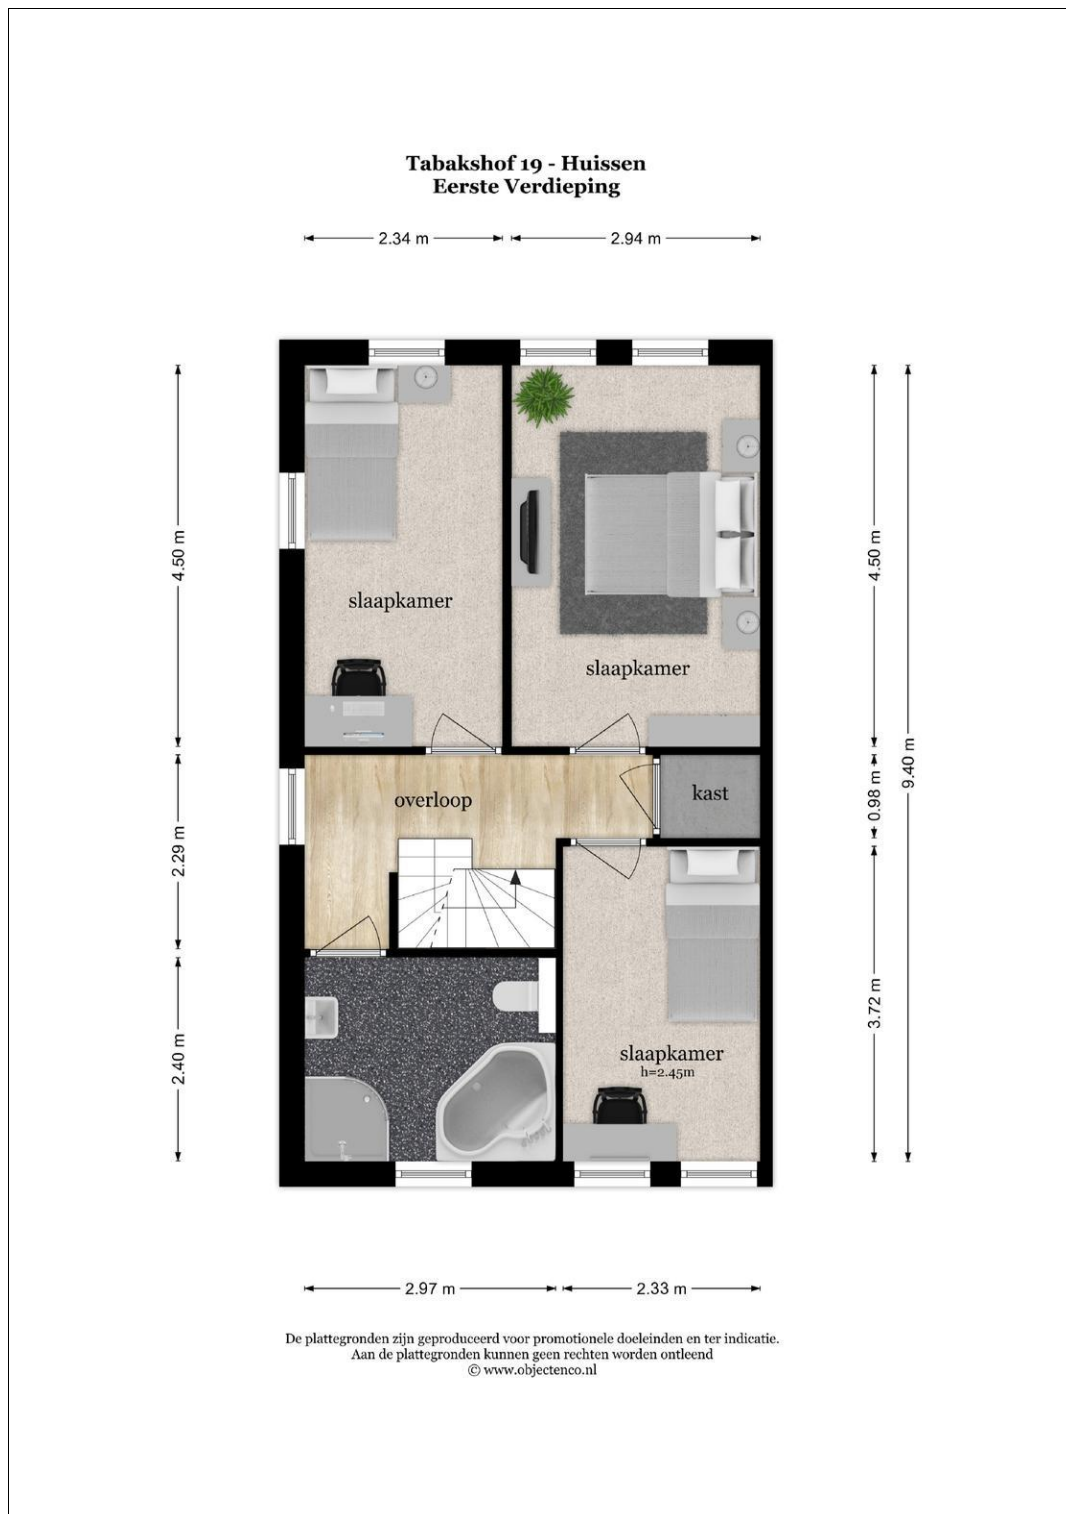 Tabakshof 19 - Huissen
Eerste Verdieping
2.34 m
2.94 m
4.50 m
4.50 m
slaapkamer
slaapkamer
9.40 m
overloop
kast
0.98 m
2.29 m
3.72 m
2.40 m
slaapkamer
h=2.45m
2.97 m
2.33 m
De plattegronden zijn geproduceerd voor promotionele doeleinden en ter indicatie.
Aan de plattegronden kunnen geen rechten worden ontleend
© www.objectenco.nl